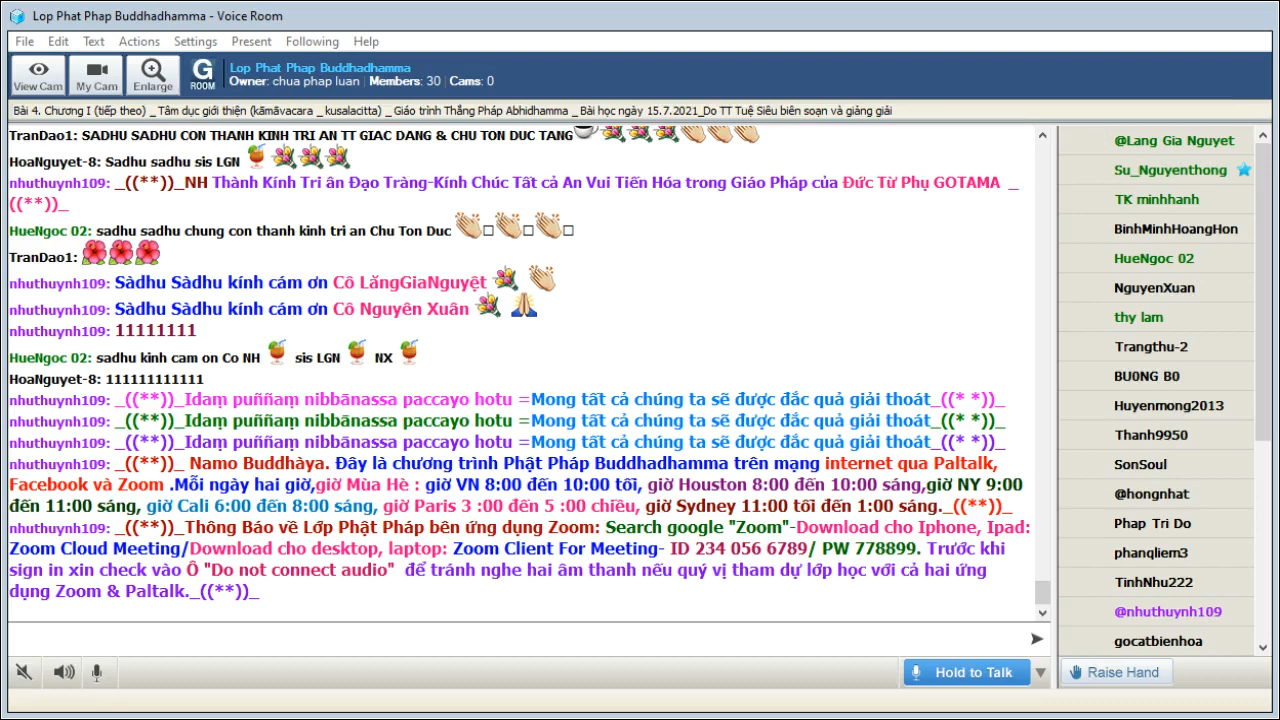 Lop Phat Phap Buddhadhamma - Voice Room
File Edit Text Actions Settings Present Following Help
View Cam My Cam Enlarge G ROOM
Lop Phat Phap Buddhadhamma
Owner: chua phap luan Members: 30 Cams: 0
Bài 4. Chương I (tiếp theo) _ Tâm dục giới thiện (kāmāvacara _ kusalacitta) _ Giáo trình Thắng Pháp Abhidhamma _ Bài học ngày 15.7.2021_Do TT Tuệ Siêu biên soạn và giảng giải
TranDao1: SADHU SADHU CON THANH KINH TRI AN TT GIAC DANG & CHU TON DUC TANG
HoaNguyet-8: Sadhu sadhu sis LGN
nhuthuynh109: _((**))_NH Thành Kính Tri ân Đạo Tràng-Kính Chúc Tất cả An Vui Tiến Hóa trong Giáo Pháp của Đức Từ Phụ GOTAMA _
((**))_
HueNgoc 02: sadhu sadhu chung con thanh kinh tri an Chu Ton Duc
TranDao1:
nhuthuynh109: Sàdhu Sàdhu kính cám ơn Cô LăngGiaNguyệt
nhuthuynh109: Sàdhu Sàdhu kính cám ơn Cô Nguyên Xuân
nhuthuynh109: 11111111
HueNgoc 02: sadhu kinh cam on Co NH sis LGN NX
HoaNguyet-8: 111111111111
nhuthuynh109: _((**))_Idaṃ puññaṃ nibbānassa paccayo hotu =Mong tất cả chúng ta sẽ được đắc quả giải thoát_((* *))_
nhuthuynh109: _((**))_Idaṃ puññaṃ nibbānassa paccayo hotu =Mong tất cả chúng ta sẽ được đắc quả giải thoát_((* *))_
nhuthuynh109: _((**))_Idaṃ puññaṃ nibbānassa paccayo hotu =Mong tất cả chúng ta sẽ được đắc quả giải thoát_((* *))_
nhuthuynh109: _((**))_ Namo Buddhàya. Đây là chương trình Phật Pháp Buddhadhamma trên mạng internet qua Paltalk,
Facebook và Zoom .Mỗi ngày hai giờ,giờ Mùa Hè : giờ VN 8:00 đến 10:00 tối, giờ Houston 8:00 đến 10:00 sáng,giờ NY 9:00
đến 11:00 sáng, giờ Cali 6:00 đến 8:00 sáng, giờ Paris 3 :00 đến 5 :00 chiều, giờ Sydney 11:00 tối đến 1:00 sáng._((**))_
nhuthuynh109: _((**))_Thông Báo về Lớp Phật Pháp bên ứng dụng Zoom: Search google "Zoom"-Download cho Iphone, Ipad:
Zoom Cloud Meeting/Download cho desktop, laptop: Zoom Client For Meeting- ID 234 056 6789/ PW 778899. Trước khi
sign in xin check vào Ô "Do not connect audio" để tránh nghe hai âm thanh nếu quý vị tham dự lớp học với cả hai ứng
dụng Zoom & Paltalk._((**))_
Hold to Talk
@Lang Gia Nguyet
Su_Nguyenthong
TK minhhanh
BinhMinhHoangHon
HueNgoc 02
NguyenXuan
thy lam
Trangthu-2
BU0NG B0
Huyenmong2013
Thanh9950
SonSoul
@hongnhat
Phap Tri Do
phanqliem3
TinhNhu222
@nhuthuynh109
gocatbienhoa
Raise Hand